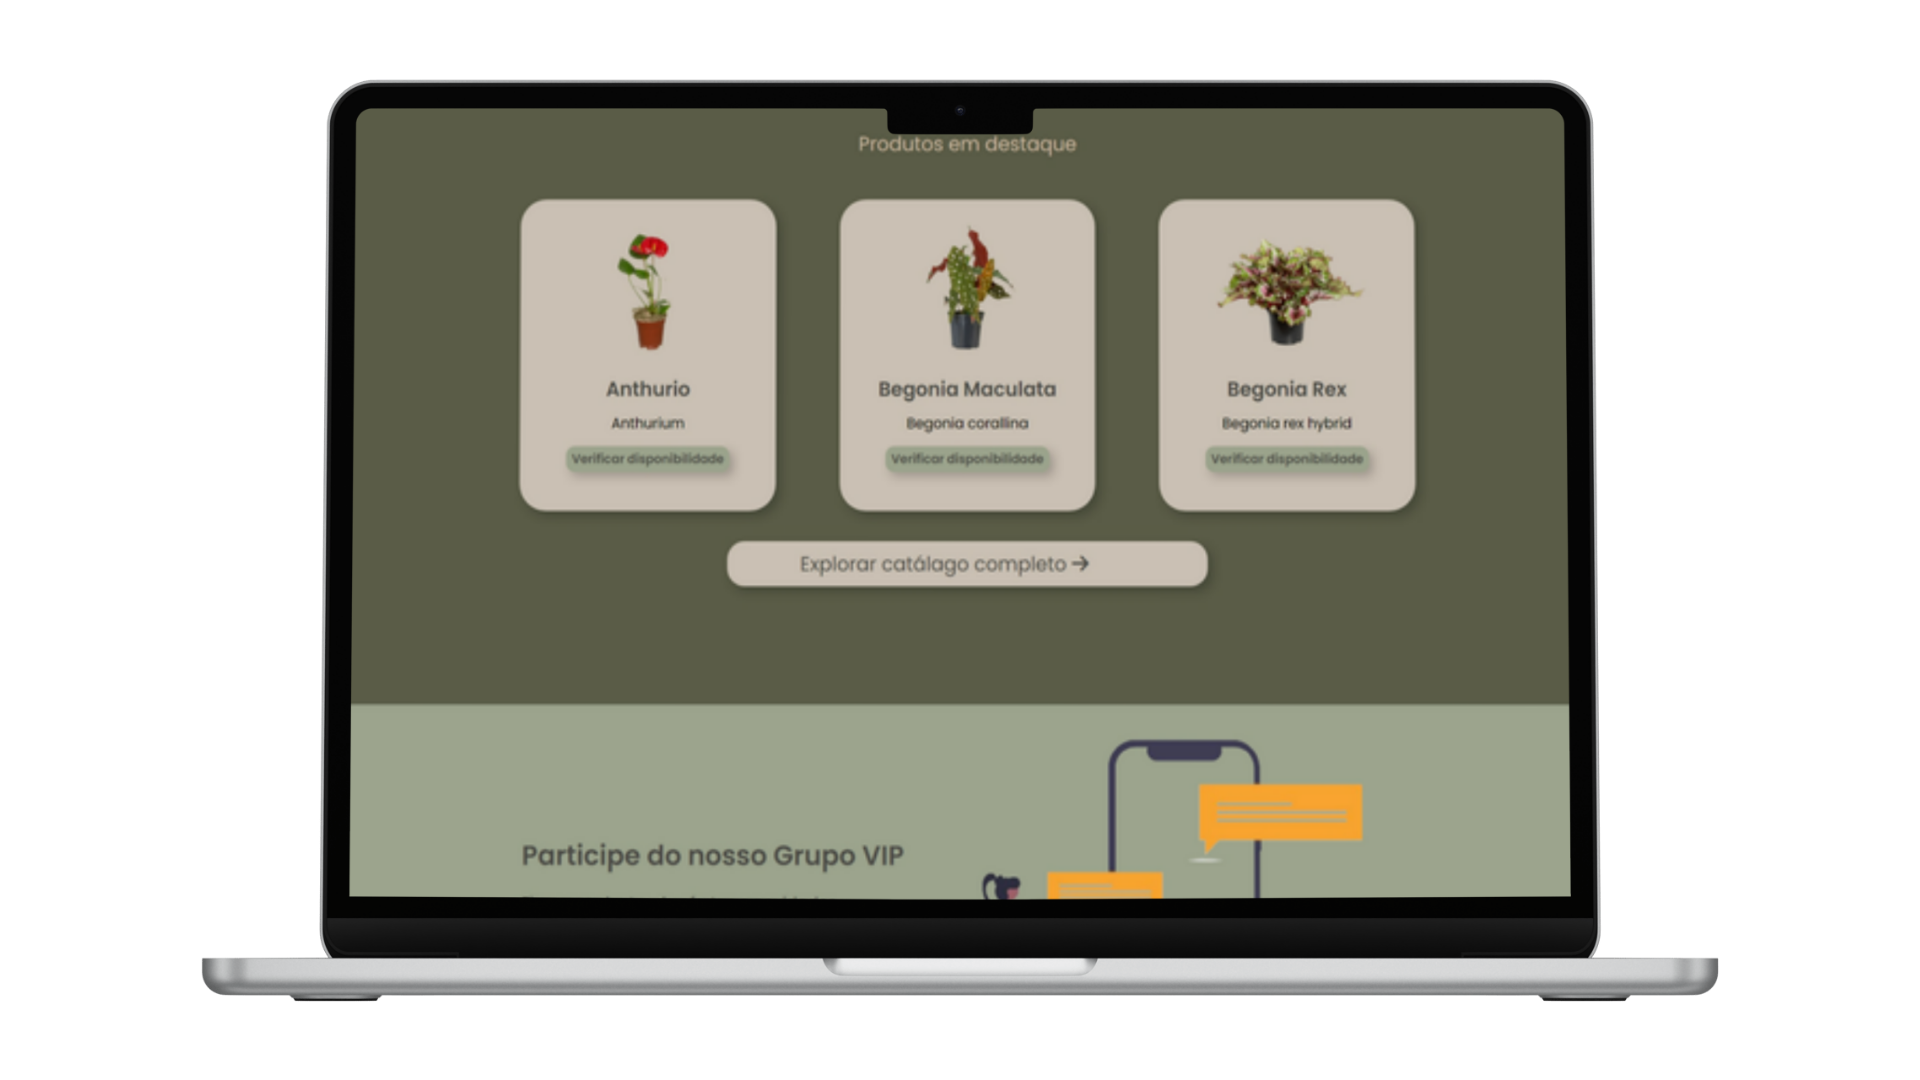 Produtos em destaque
Anthurio
Anthurium
Verificar disponibilidade
Begonia Maculata
Begonia corallina
Verificar disponibilidade
Begonia Rex
Begonia rex hybrid
Verificar disponibilidade
Explorar catálago completo →
Participe do nosso Grupo VIP